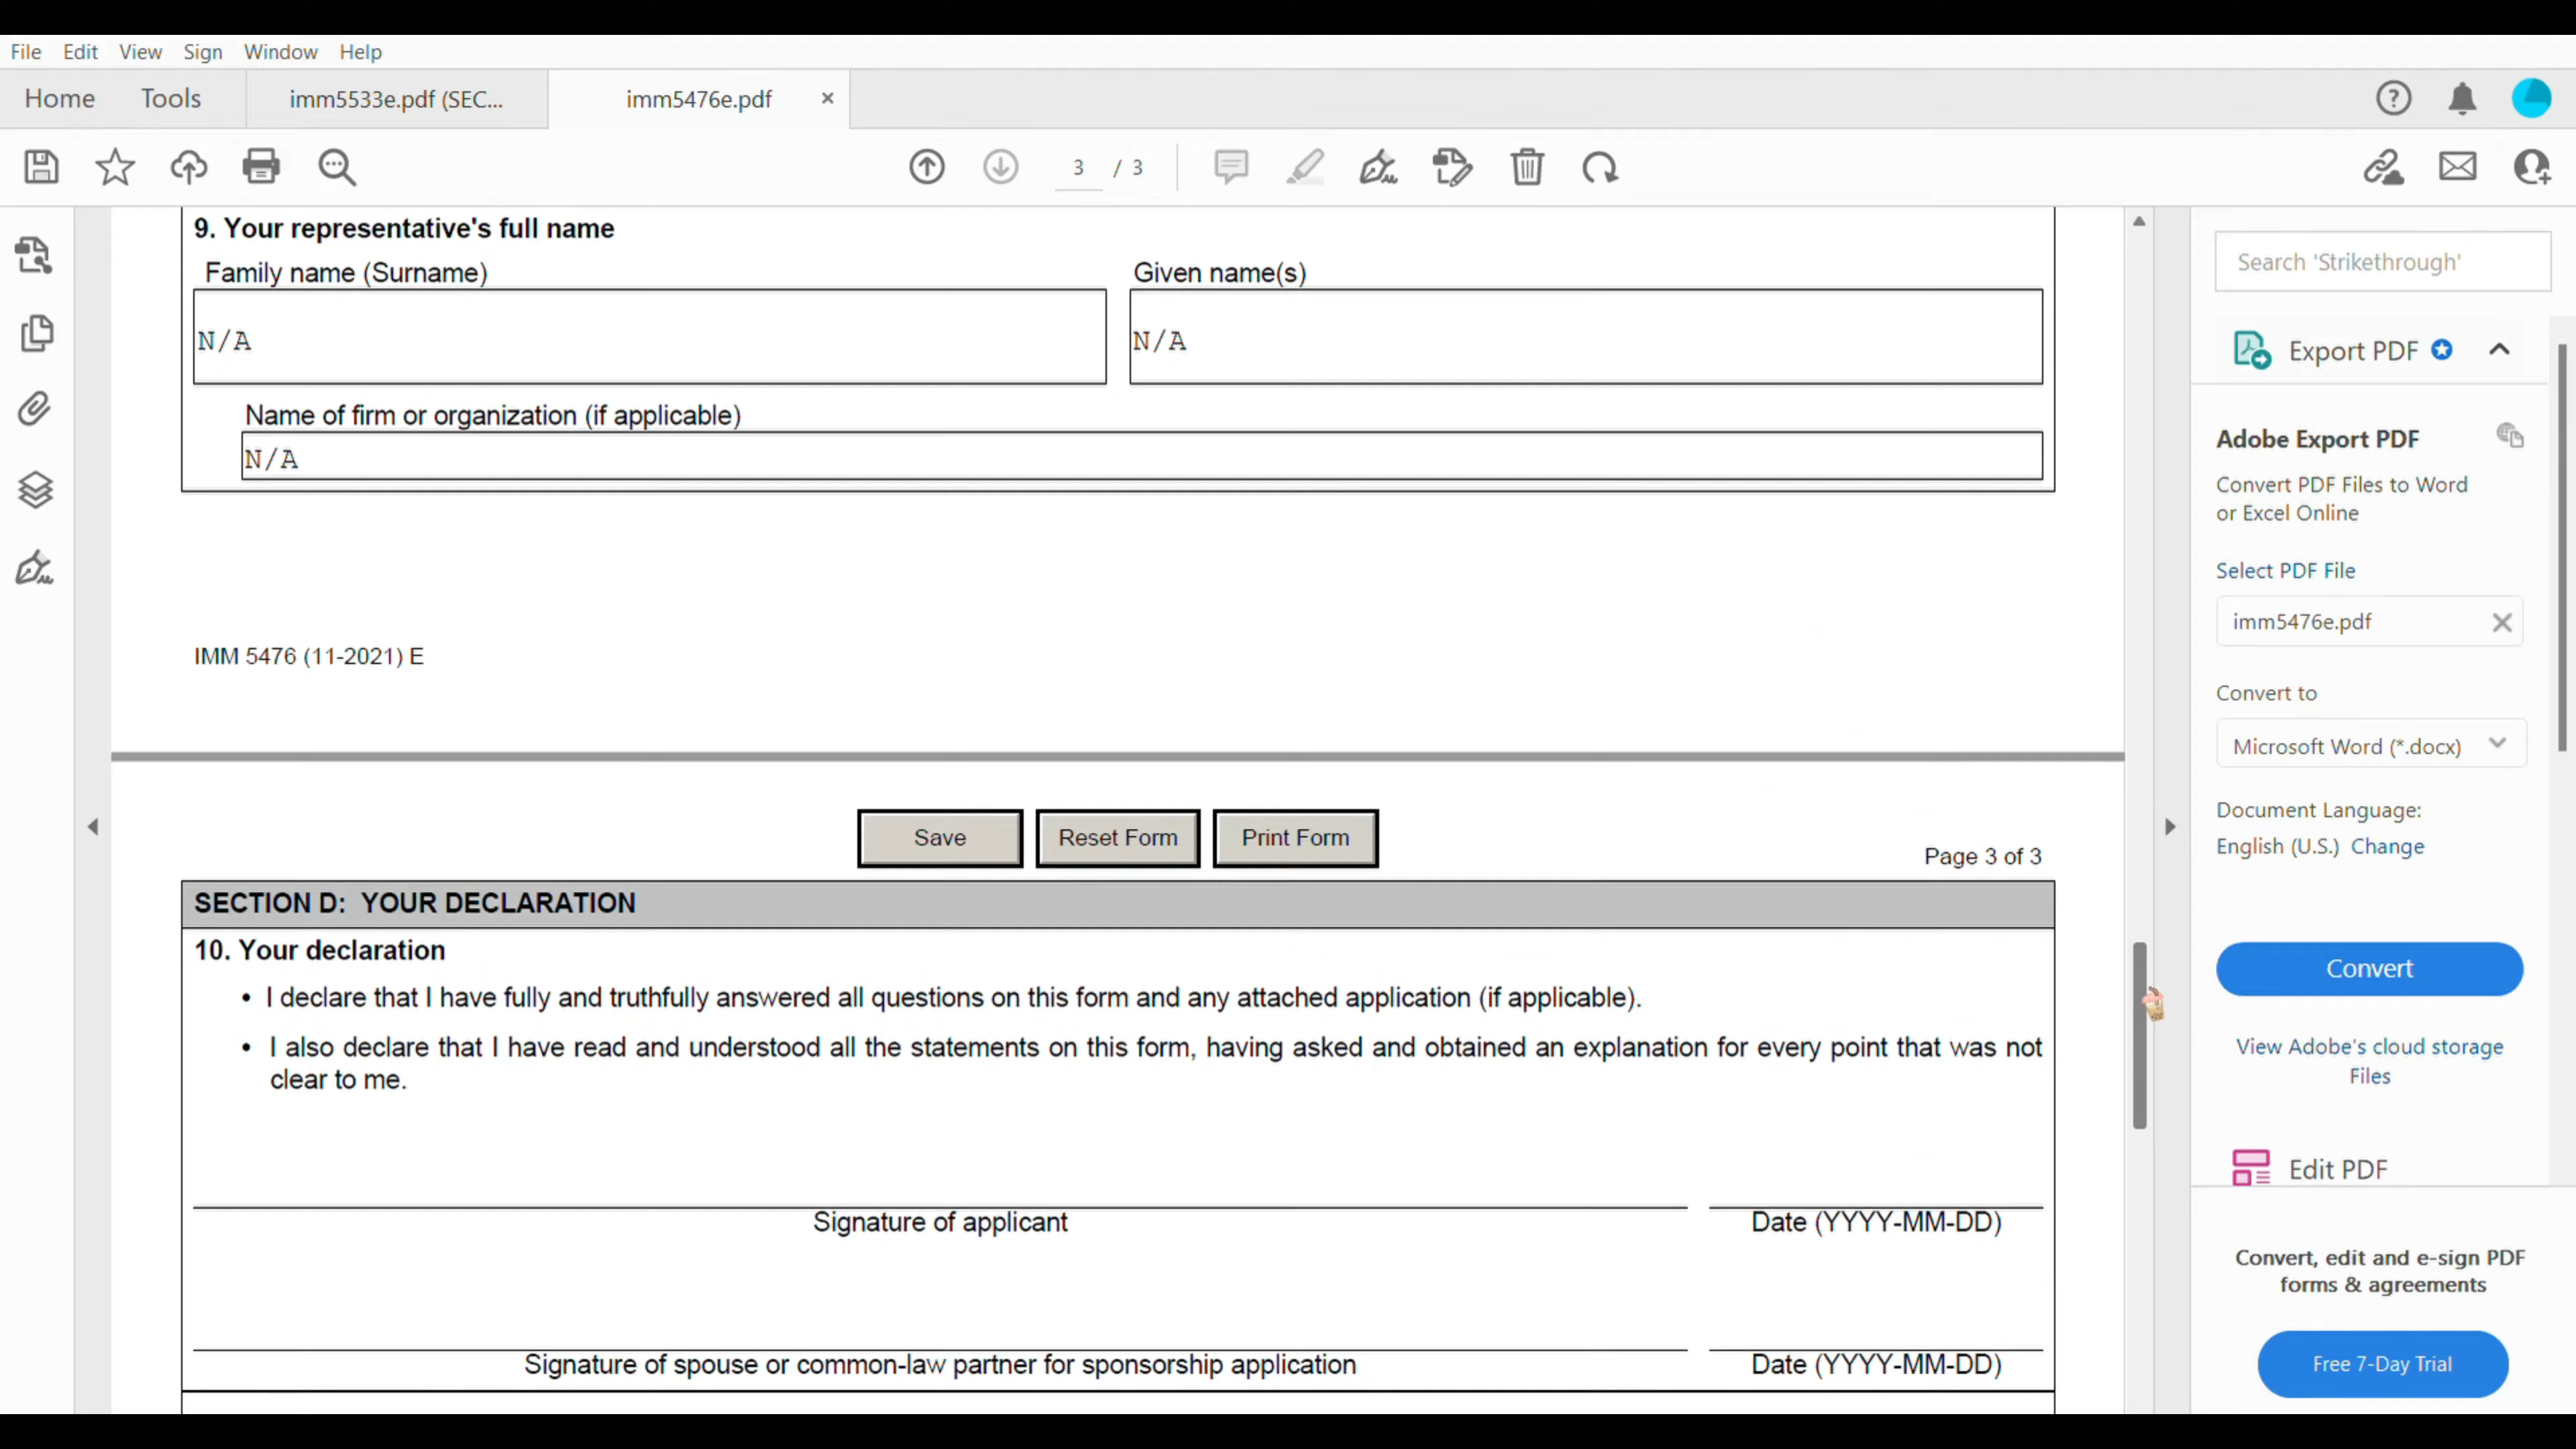 File Edit View Sign Window Help
Home Tools imm5533e.pdf (SEC... imm5476e.pdf ×
3 / 3
9. Your representative's full name
Family name (Surname) Given name(s)
N/A N/A
Name of firm or organization (if applicable)
N/A
IMM 5476 (11-2021) E
Save Reset Form Print Form
Page 3 of 3
SECTION D: YOUR DECLARATION
10. Your declaration
• I declare that I have fully and truthfully answered all questions on this form and any attached application (if applicable).
• I also declare that I have read and understood all the statements on this form, having asked and obtained an explanation for every point that was not
clear to me.
Signature of applicant Date (YYYY-MM-DD)
Signature of spouse or common-law partner for sponsorship application Date (YYYY-MM-DD)
Search 'Strikethrough'
Export PDF
Adobe Export PDF
Convert PDF Files to Word
or Excel Online
Select PDF File
imm5476e.pdf
Convert to
Microsoft Word (*.docx)
Document Language:
English (U.S.) Change
Convert
View Adobe's cloud storage
Files
Edit PDF
Convert, edit and e-sign PDF
forms & agreements
Free 7-Day Trial